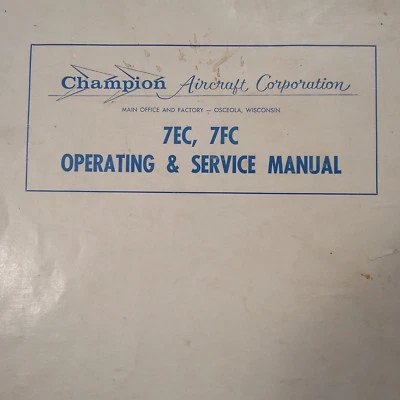 Champion Aircraft Corporation
MAIN OFFICE AND FACTORY — OSCEOLA, WISCONSIN
7EC, 7FC
OPERATING & SERVICE MANUAL